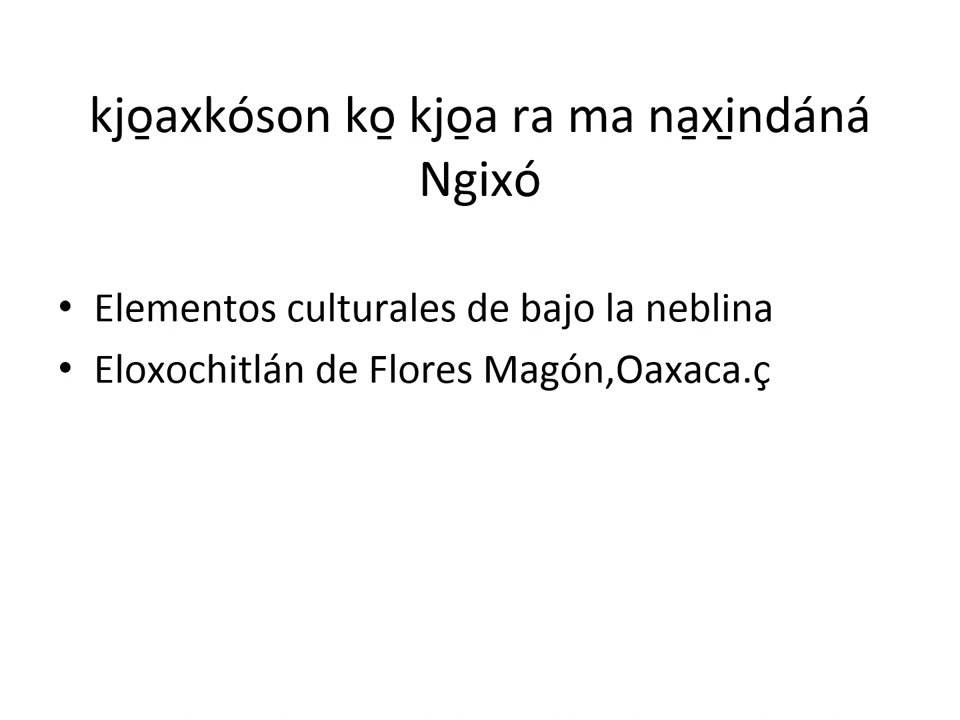 kjo̱axkóson ko̱ kjo̱a ra ma na̱xi̱ndáná
Ngixó
• Elementos culturales de bajo la neblina
• Eloxochitlán de Flores Magón,Oaxaca.ç